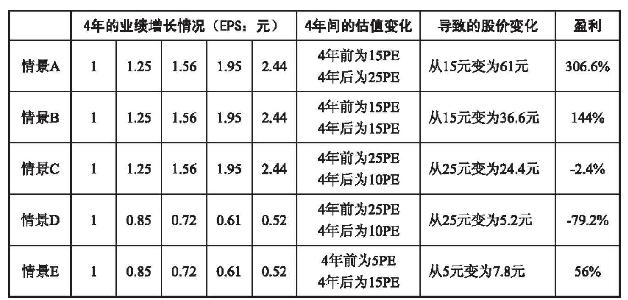 4年的业绩增长情况（EPS：元） 4年间的估值变化 导致的股价变化 盈利
情景A 1 1.25 1.56 1.95 2.44 4年前为15PE 4年后为25PE 从15元变为61元 306.6%
情景B 1 1.25 1.56 1.95 2.44 4年前为15PE 4年后为15PE 从15元变为36.6元 144%
情景C 1 1.25 1.56 1.95 2.44 4年前为25PE 4年后为10PE 从25元变为24.4元 -2.4%
情景D 1 0.85 0.72 0.61 0.52 4年前为25PE 4年后为10PE 从25元变为5.2元 -79.2%
情景E 1 0.85 0.72 0.61 0.52 4年前为5PE 4年后为15PE 从5元变为7.8元 56%